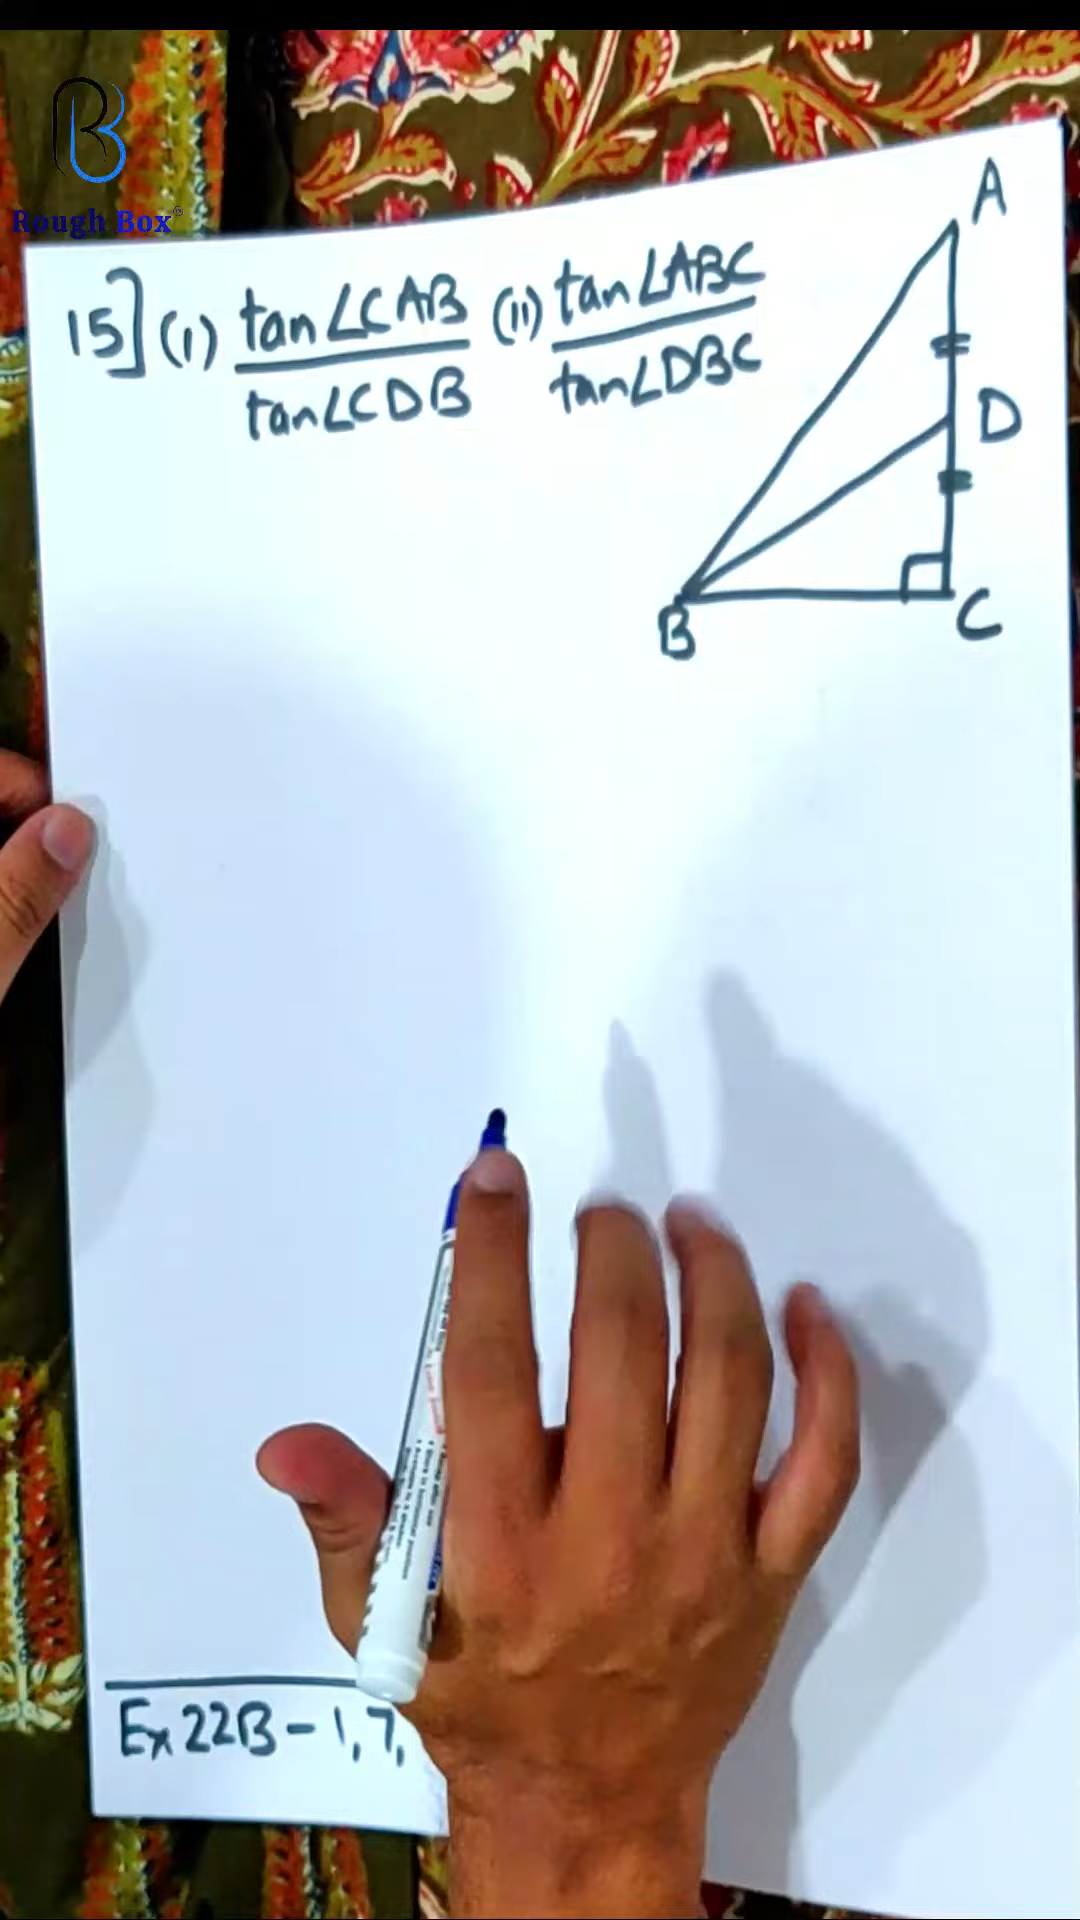 Rough Box
15] (i) tan∠CAB / tan∠CDB (ii) tan∠ABC / tan∠DBC
A
D
B
C
Ex 22B - 1, 7,